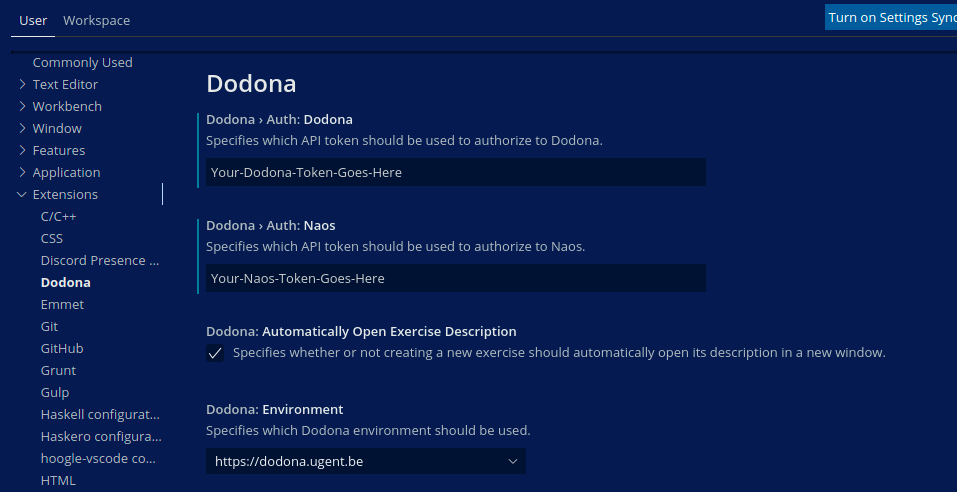 User Workspace
Turn on Settings Sync
Commonly Used
Text Editor
Workbench
Window
Features
Application
Extensions
C/C++
CSS
Discord Presence ...
Dodona
Emmet
Git
GitHub
Grunt
Gulp
Haskell configurat...
Haskero configura...
hoogle-vscode co...
HTML
Dodona
Dodona › Auth: Dodona
Specifies which API token should be used to authorize to Dodona.
Your-Dodona-Token-Goes-Here
Dodona › Auth: Naos
Specifies which API token should be used to authorize to Naos.
Your-Naos-Token-Goes-Here
Dodona: Automatically Open Exercise Description
Specifies whether or not creating a new exercise should automatically open its description in a new window.
Dodona: Environment
Specifies which Dodona environment should be used.
https://dodona.ugent.be